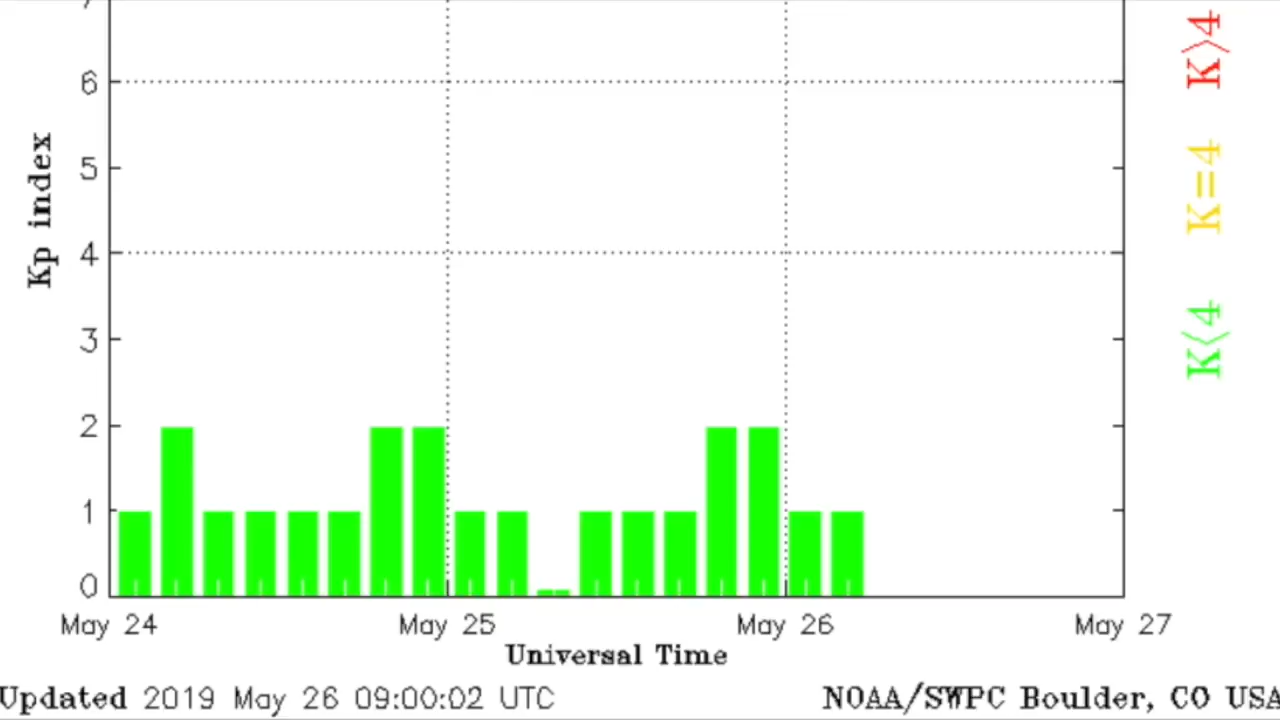 7
6
5
4
3
2
1
0
Kp index
K>4
K=4
K<4
May 24 May 25 May 26 May 27
Universal Time
Updated 2019 May 26 09:00:02 UTC
NOAA/SWPC Boulder, CO USA